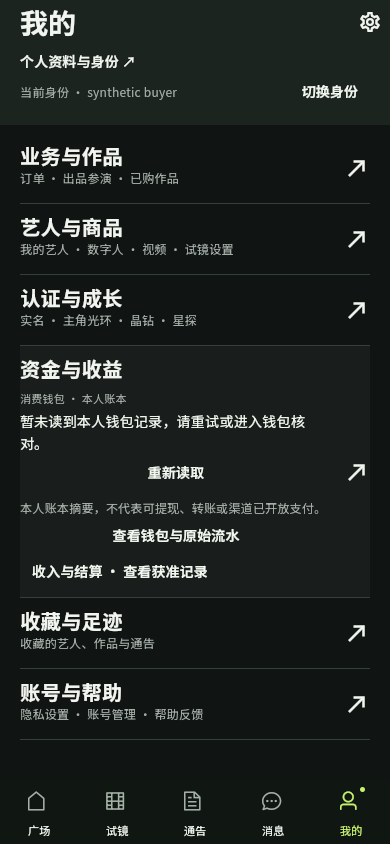 我的
个人资料与身份 ↗
当前身份 · synthetic buyer
切换身份
业务与作品
订单 · 出品参演 · 已购作品
艺人与商品
我的艺人 · 数字人 · 视频 · 试镜设置
认证与成长
实名 · 主角光环 · 晶钻 · 星探
资金与收益
消费钱包 · 本人账本
暂未读到本人钱包记录，请重试或进入钱包核
对。
重新读取
本人账本摘要，不代表可提现、转账或渠道已开放支付。
查看钱包与原始流水
收入与结算 · 查看获准记录
收藏与足迹
收藏的艺人、作品与通告
账号与帮助
隐私设置 · 账号管理 · 帮助反馈
广场
试镜
通告
消息
我的